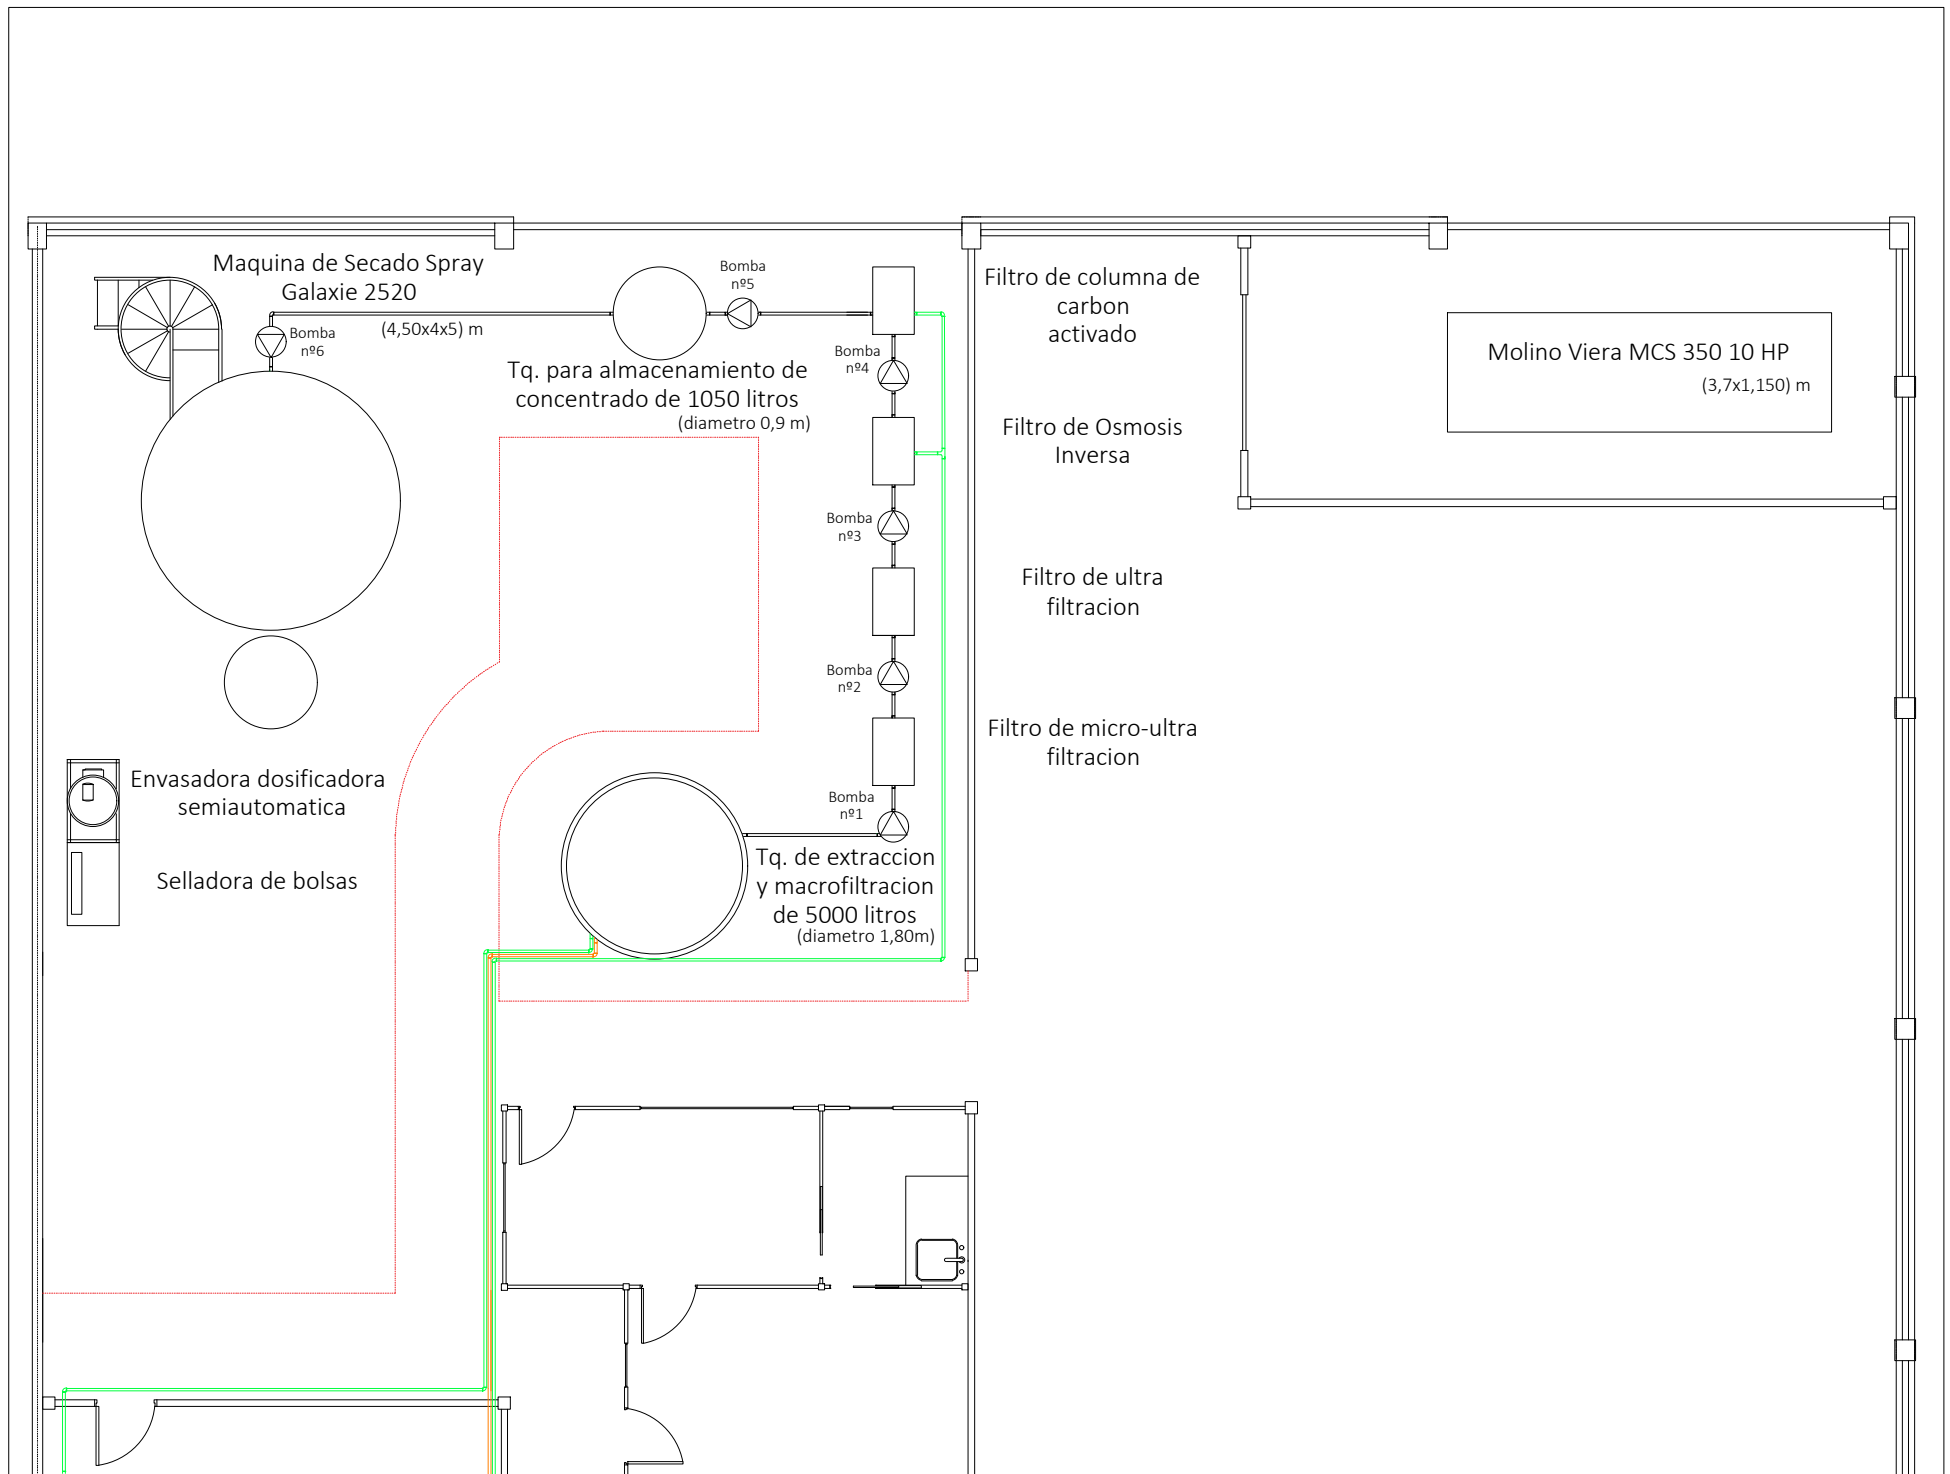 Maquina de Secado Spray
Galaxie 2520
(4,50x4x5) m
Bomba
nº6
Bomba
nº5
Tq. para almacenamiento de
concentrado de 1050 litros
(diametro 0,9 m)
Bomba
nº4
Filtro de columna de
carbon
activado
Molino Viera MCS 350 10 HP
(3,7x1,150) m
Filtro de Osmosis
Inversa
Bomba
nº3
Filtro de ultra
filtracion
Bomba
nº2
Filtro de micro-ultra
filtracion
Envasadora dosificadora
semiautomatica
Bomba
nº1
Selladora de bolsas
Tq. de extraccion
y macrofiltracion
de 5000 litros
(diametro 1,80m)